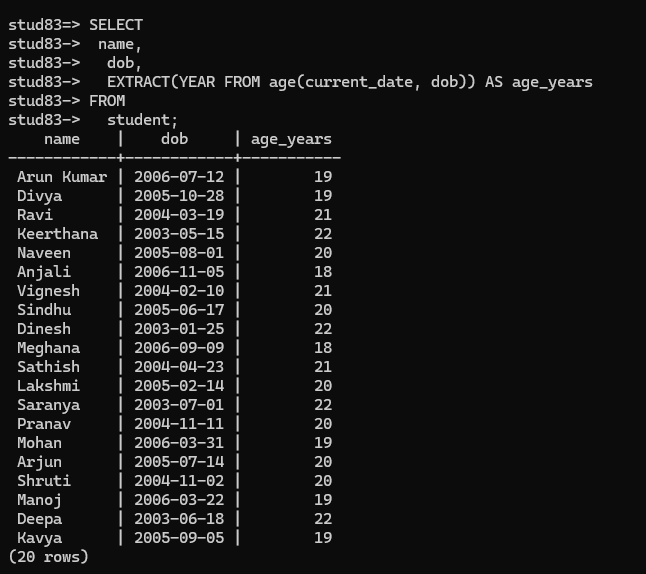 stud83=> SELECT
stud83->  name,
stud83->   dob,
stud83->   EXTRACT(YEAR FROM age(current_date, dob)) AS age_years
stud83-> FROM
stud83->   student;
    name    |    dob     | age_years
------------+------------+-----------
 Arun Kumar | 2006-07-12 |        19
 Divya      | 2005-10-28 |        19
 Ravi       | 2004-03-19 |        21
 Keerthana  | 2003-05-15 |        22
 Naveen     | 2005-08-01 |        20
 Anjali     | 2006-11-05 |        18
 Vignesh    | 2004-02-10 |        21
 Sindhu     | 2005-06-17 |        20
 Dinesh     | 2003-01-25 |        22
 Meghana    | 2006-09-09 |        18
 Sathish    | 2004-04-23 |        21
 Lakshmi    | 2005-02-14 |        20
 Saranya    | 2003-07-01 |        22
 Pranav     | 2004-11-11 |        20
 Mohan      | 2006-03-31 |        19
 Arjun      | 2005-07-14 |        20
 Shruti     | 2004-11-02 |        20
 Manoj      | 2006-03-22 |        19
 Deepa      | 2003-06-18 |        22
 Kavya      | 2005-09-05 |        19
(20 rows)